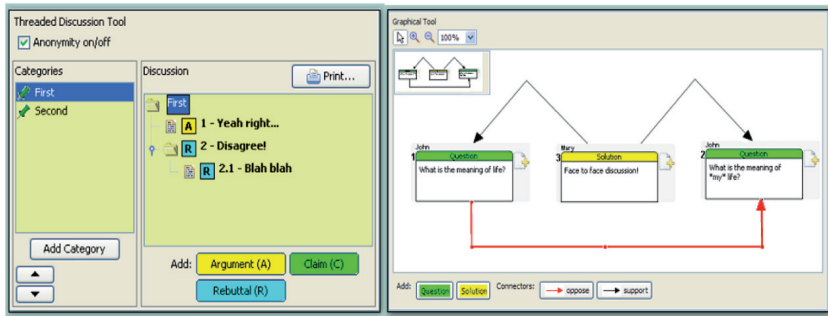 Threaded Discussion Tool
Anonymity on/off
Categories
First
Second
Add Category
Discussion
Print...
First
A 1 - Yeah right...
R 2 - Disagree!
R 2.1 - Blah blah
Add: Argument (A) Claim (C)
Rebuttal (R)
Graphical Tool
100%
John
1
Question
What is the meaning of life?
Mary
3
Solution
Face to face discussion!
John
2
Question
What is the meaning of
"my" life?
Add: Question Solution Connectors: oppose support